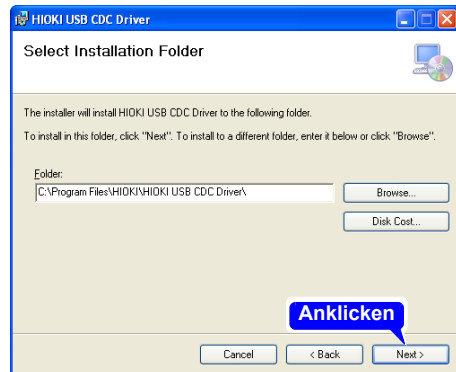 HIOKI USB CDC Driver
Select Installation Folder
The installer will install HIOKI USB CDC Driver to the following folder.
To install in this folder, click "Next". To install to a different folder, enter it below or click "Browse".
Folder:
C:\Program Files\HIOKI\HIOKI USB CDC Driver\
Browse...
Disk Cost...
Anklicken
Cancel
< Back
Next >